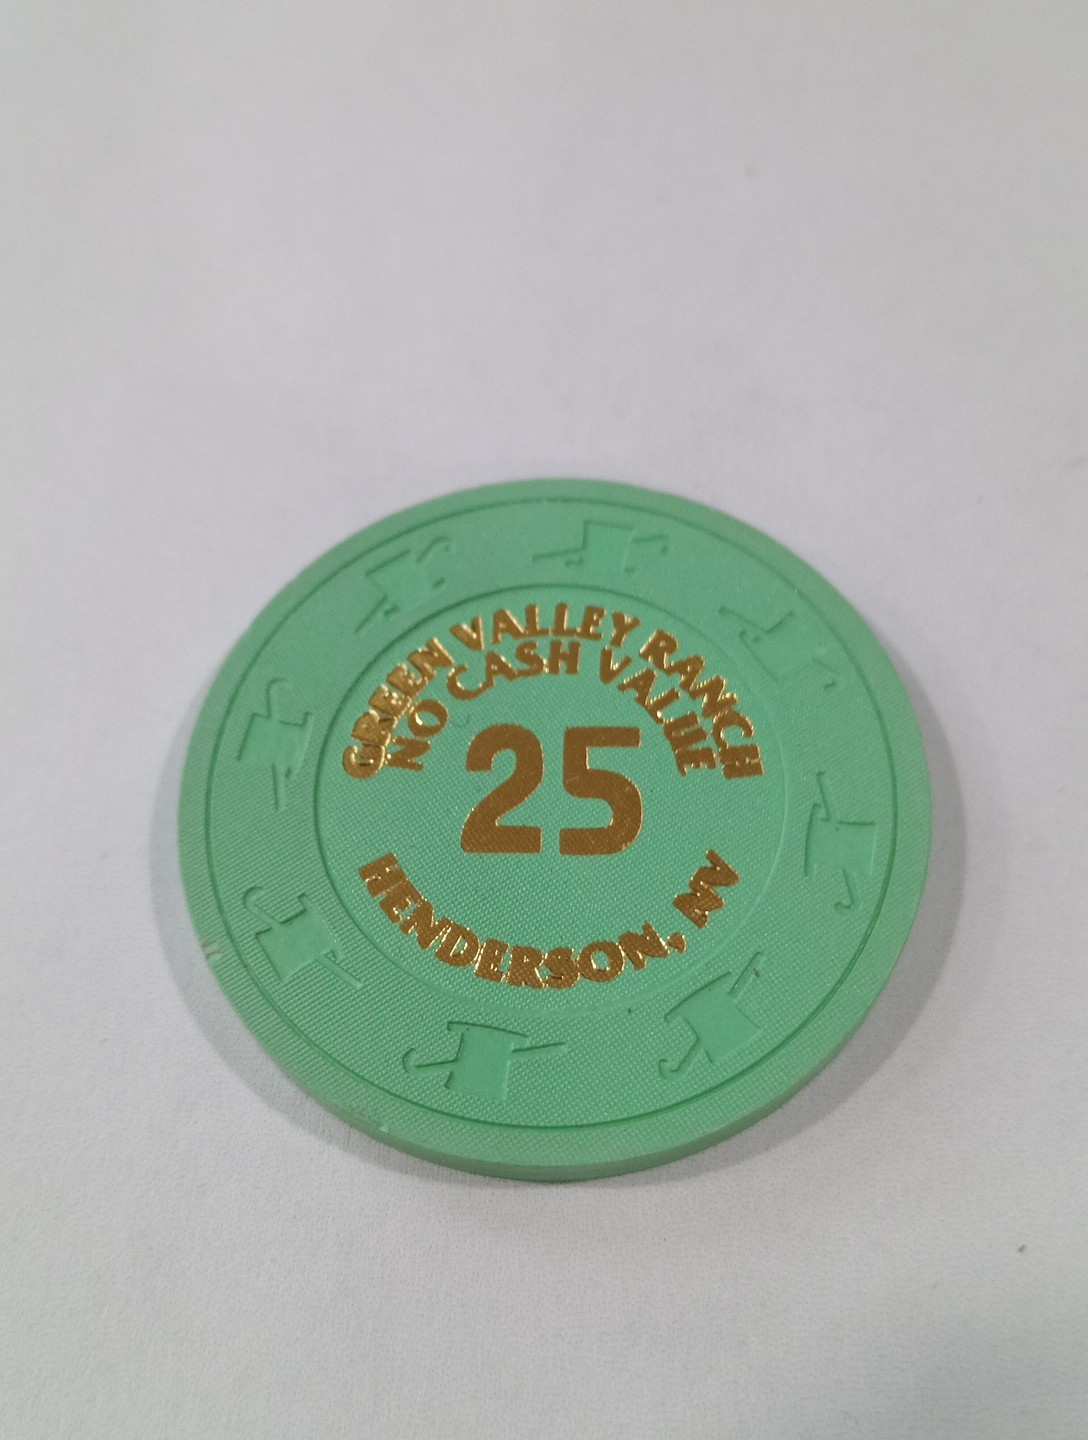 GREEN VALLEY RANCH
NO CASH VALUE
25
HENDERSON, NV